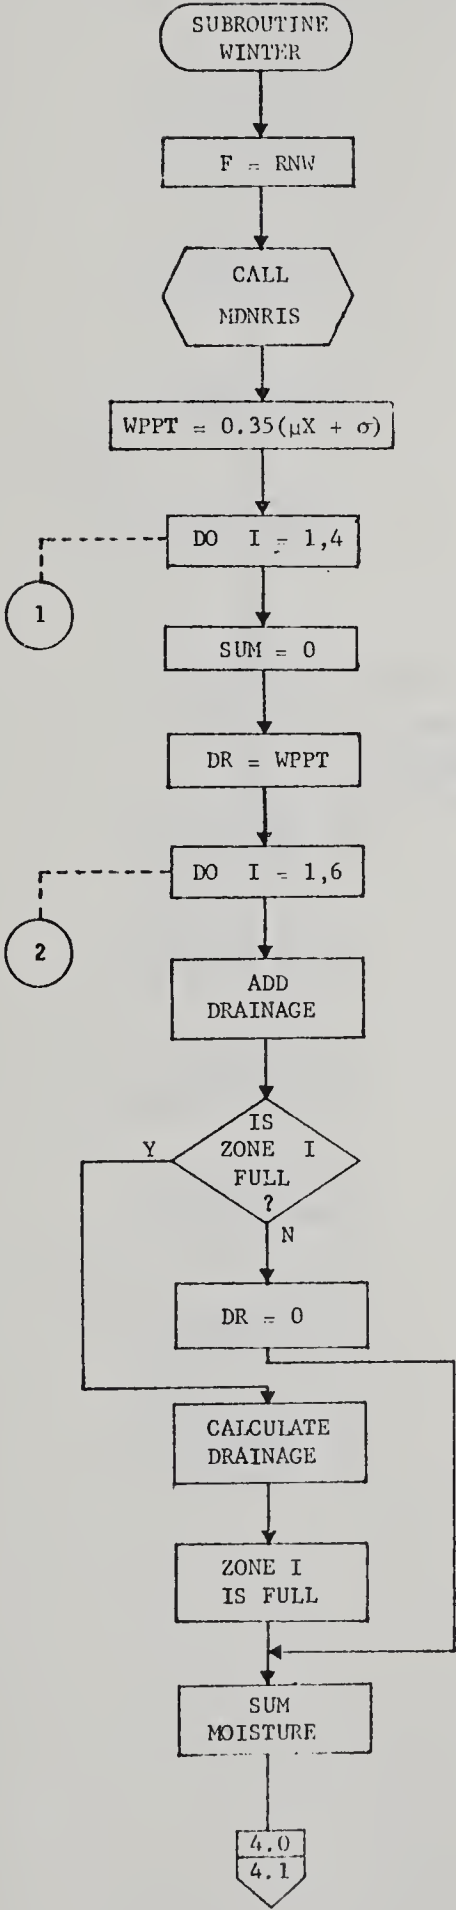 SUBROUTINE
WINTER
F = RNW
CALL
MDNRIS
WPPT = 0.35(μX + σ)
DO I = 1,4
1
SUM = 0
DR = WPPT
DO I = 1,6
2
ADD
DRAINAGE
IS
ZONE I
FULL
?
Y
N
DR = 0
CALCULATE
DRAINAGE
ZONE I
IS FULL
SUM
MOISTURE
4.0
4.1